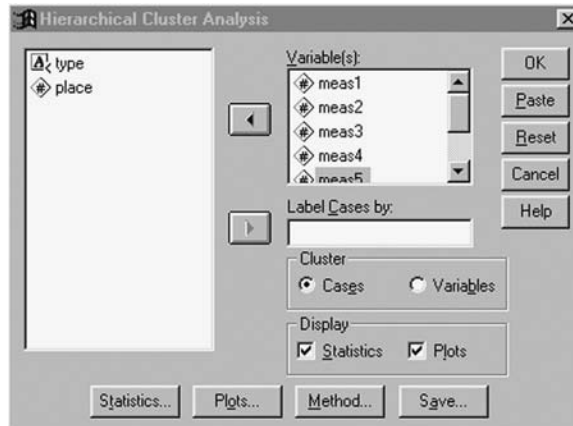 Hierarchical Cluster Analysis
type
place
Variable(s):
meas1
meas2
meas3
meas4
meas5
Label Cases by:
Cluster
Cases
Variables
Display
Statistics
Plots
OK
Paste
Reset
Cancel
Help
Statistics...
Plots...
Method...
Save...